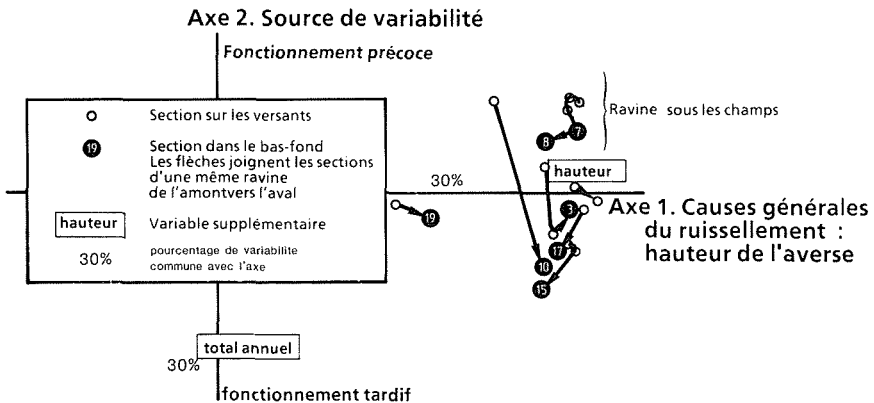 Axe 2. Source de variabilité
Fonctionnement précoce
Section sur les versants
19
Section dans le bas-fond
Les flèches joignent les sections
d'une même ravine
de l'amontvers l'aval
hauteur
Variable supplémentaire
30%
pourcentage de variabilite
commune avec l'axe
Ravine sous les champs
8
7
hauteur
30%
19
3
17
10
15
Axe 1. Causes générales
du ruissellement :
hauteur de l'averse
total annuel
30%
fonctionnement tardif